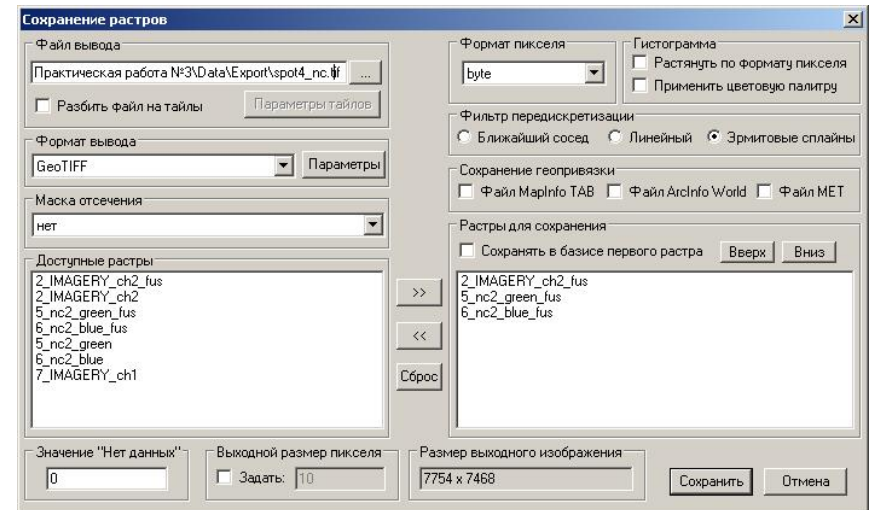 Сохранение растров
Файл вывода
Практическая работа №3\Data\Export\spot4_nc.tif ...
Разбить файл на тайлы Параметры тайлов
Формат вывода
GeoTIFF Параметры
Маска отсечения
нет
Доступные растры
2_IMAGERY_ch2_fus
2_IMAGERY_ch2
5_nc2_green_fus
6_nc2_blue_fus
5_nc2_green
6_nc2_blue
7_IMAGERY_ch1
>>
<<
Сброс
Формат пикселя
byte
Гистограмма
Растянуть по формату пикселя
Применить цветовую палитру
Фильтр передискретизации
Ближайший сосед Линейный Эрмитовые сплайны
Сохранение геопривязки
Файл MapInfo TAB Файл ArcInfo World Файл MET
Растры для сохранения
Сохранять в базисе первого растра Вверх Вниз
2_IMAGERY_ch2_fus
5_nc2_green_fus
6_nc2_blue_fus
Значение "Нет данных"
0
Выходной размер пикселя
Задать: 10
Размер выходного изображения
7754 x 7468
Сохранить Отмена